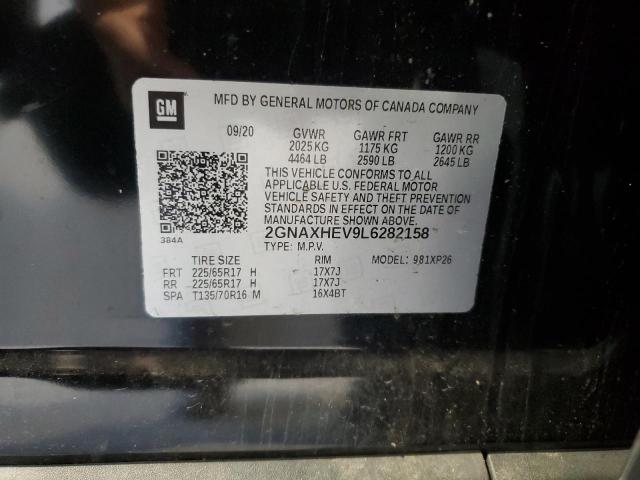 GM
MFD BY GENERAL MOTORS OF CANADA COMPANY
09/20 GVWR GAWR FRT GAWR RR
2025 KG 1175 KG 1200 KG
4464 LB 2590 LB 2645 LB
THIS VEHICLE CONFORMS TO ALL
APPLICABLE U.S. FEDERAL MOTOR
VEHICLE SAFETY AND THEFT PREVENTION
STANDARDS IN EFFECT ON THE DATE OF
MANUFACTURE SHOWN ABOVE.
384A
2GNAXHEV9L6282158
TYPE: M.P.V.
TIRE SIZE RIM MODEL: 981XP26
FRT 225/65R17 H 17X7J
RR 225/65R17 H 17X7J
SPA T135/70R16 M 16X4BT